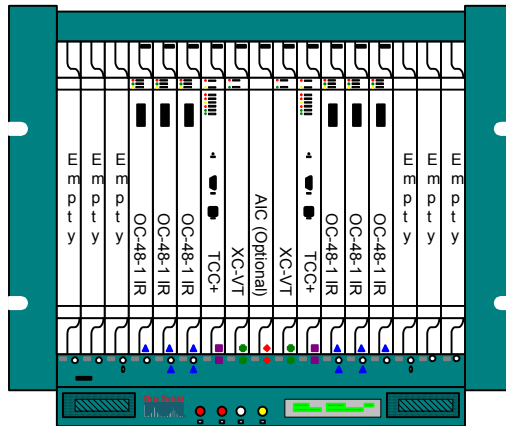 Empty
Empty
Empty
OC-48-1 IR
OC-48-1 IR
OC-48-1 IR
TCC+
XC-VT
AIC (Optional)
XC-VT
TCC+
OC-48-1 IR
OC-48-1 IR
OC-48-1 IR
Empty
Empty
Empty